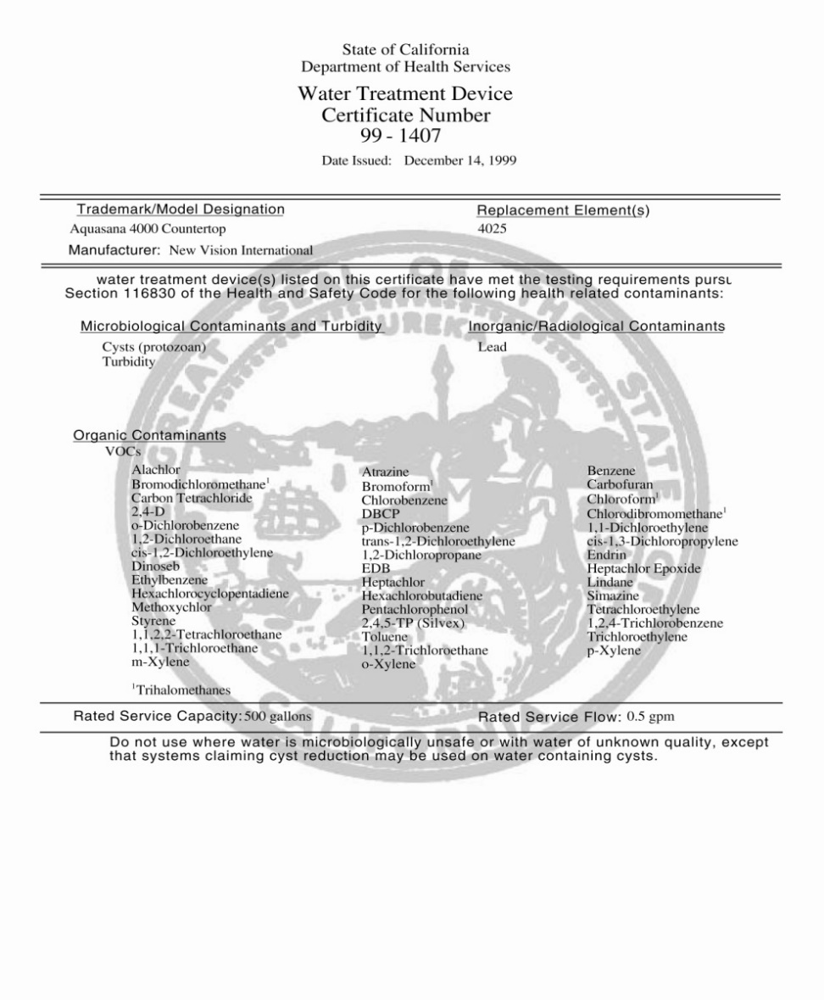 State of California
Department of Health Services
Water Treatment Device
Certificate Number
99 - 1407
Date Issued: December 14, 1999
Trademark/Model Designation Replacement Element(s)
Aquasana 4000 Countertop 4025
Manufacturer: New Vision International
water treatment device(s) listed on this certificate have met the testing requirements pursu
Section 116830 of the Health and Safety Code for the following health related contaminants:
Microbiological Contaminants and Turbidity Inorganic/Radiological Contaminants
Cysts (protozoan) Lead
Turbidity
Organic Contaminants
VOCs
Alachlor Atrazine Benzene
Bromodichloromethane¹ Bromoform¹ Carbofuran
Carbon Tetrachloride Chlorobenzene Chloroform¹
2,4-D DBCP Chlorodibromomethane¹
o-Dichlorobenzene p-Dichlorobenzene 1,1-Dichloroethylene
1,2-Dichloroethane trans-1,2-Dichloroethylene cis-1,3-Dichloropropylene
cis-1,2-Dichloroethylene 1,2-Dichloropropane Endrin
Dinoseb EDB Heptachlor Epoxide
Ethylbenzene Heptachlor Lindane
Hexachlorocyclopentadiene Hexachlorobutadiene Simazine
Methoxychlor Pentachlorophenol Tetrachloroethylene
Styrene 2,4,5-TP (Silvex) 1,2,4-Trichlorobenzene
1,1,2,2-Tetrachloroethane Toluene Trichloroethylene
1,1,1-Trichloroethane 1,1,2-Trichloroethane p-Xylene
m-Xylene o-Xylene
¹Trihalomethanes
Rated Service Capacity: 500 gallons Rated Service Flow: 0.5 gpm
Do not use where water is microbiologically unsafe or with water of unknown quality, except
that systems claiming cyst reduction may be used on water containing cysts.
GREAT SEAL OF THE STATE OF CALIFORNIA
EUREKA